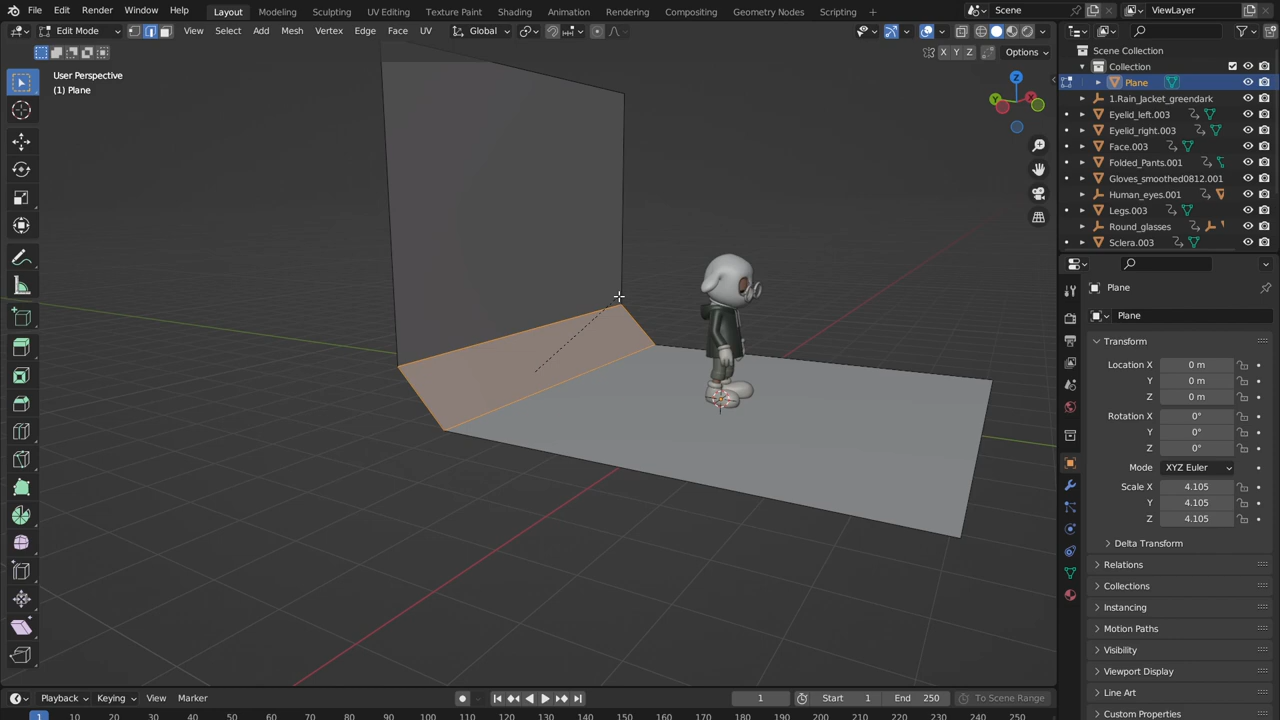 File Edit Render Window Help Layout Modeling Sculpting UV Editing Texture Paint Shading Animation Rendering Compositing Geometry Nodes Scripting + Scene ViewLayer
Edit Mode View Select Add Mesh Vertex Edge Face UV Global
X Y Z Options
User Perspective
(1) Plane
Z
Y
X
Scene Collection
Collection
Plane
1.Rain_Jacket_greendark
Eyelid_left.003
Eyelid_right.003
Face.003
Folded_Pants.001
Gloves_smoothed0812.001
Human_eyes.001
Legs.003
Round_glasses
Sclera.003
Plane
Plane
Transform
Location X 0 m
Y 0 m
Z 0 m
Rotation X 0°
Y 0°
Z 0°
Mode XYZ Euler
Scale X 4.105
Y 4.105
Z 4.105
Delta Transform
Relations
Collections
Instancing
Motion Paths
Visibility
Viewport Display
Line Art
Custom Properties
Playback Keying View Marker 1 Start 1 End 250 To Scene Range
1 10 20 30 40 50 60 70 80 90 100 110 120 130 140 150 160 170 180 190 200 210 220 230 240 250